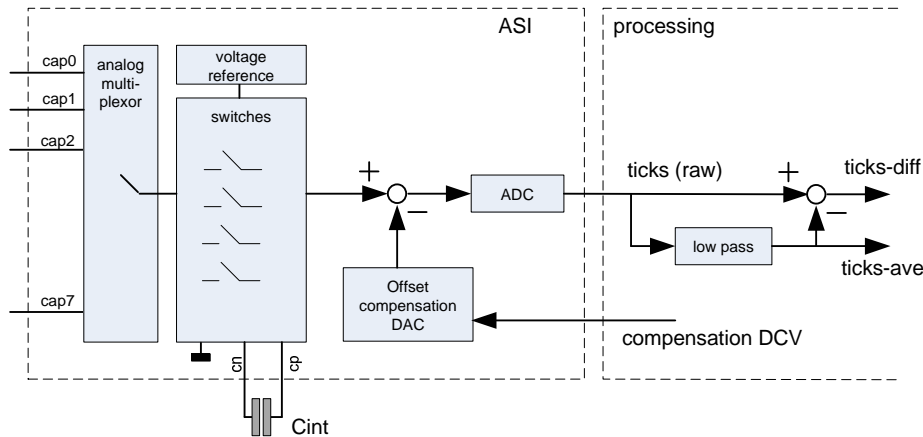 ASI
processing
cap0
cap1
cap2
cap7
analog
multi-
plexor
voltage
reference
switches
+
−
ADC
ticks (raw)
+
−
ticks-diff
low pass
ticks-ave
Offset
compensation
DAC
compensation DCV
cn
cp
Cint